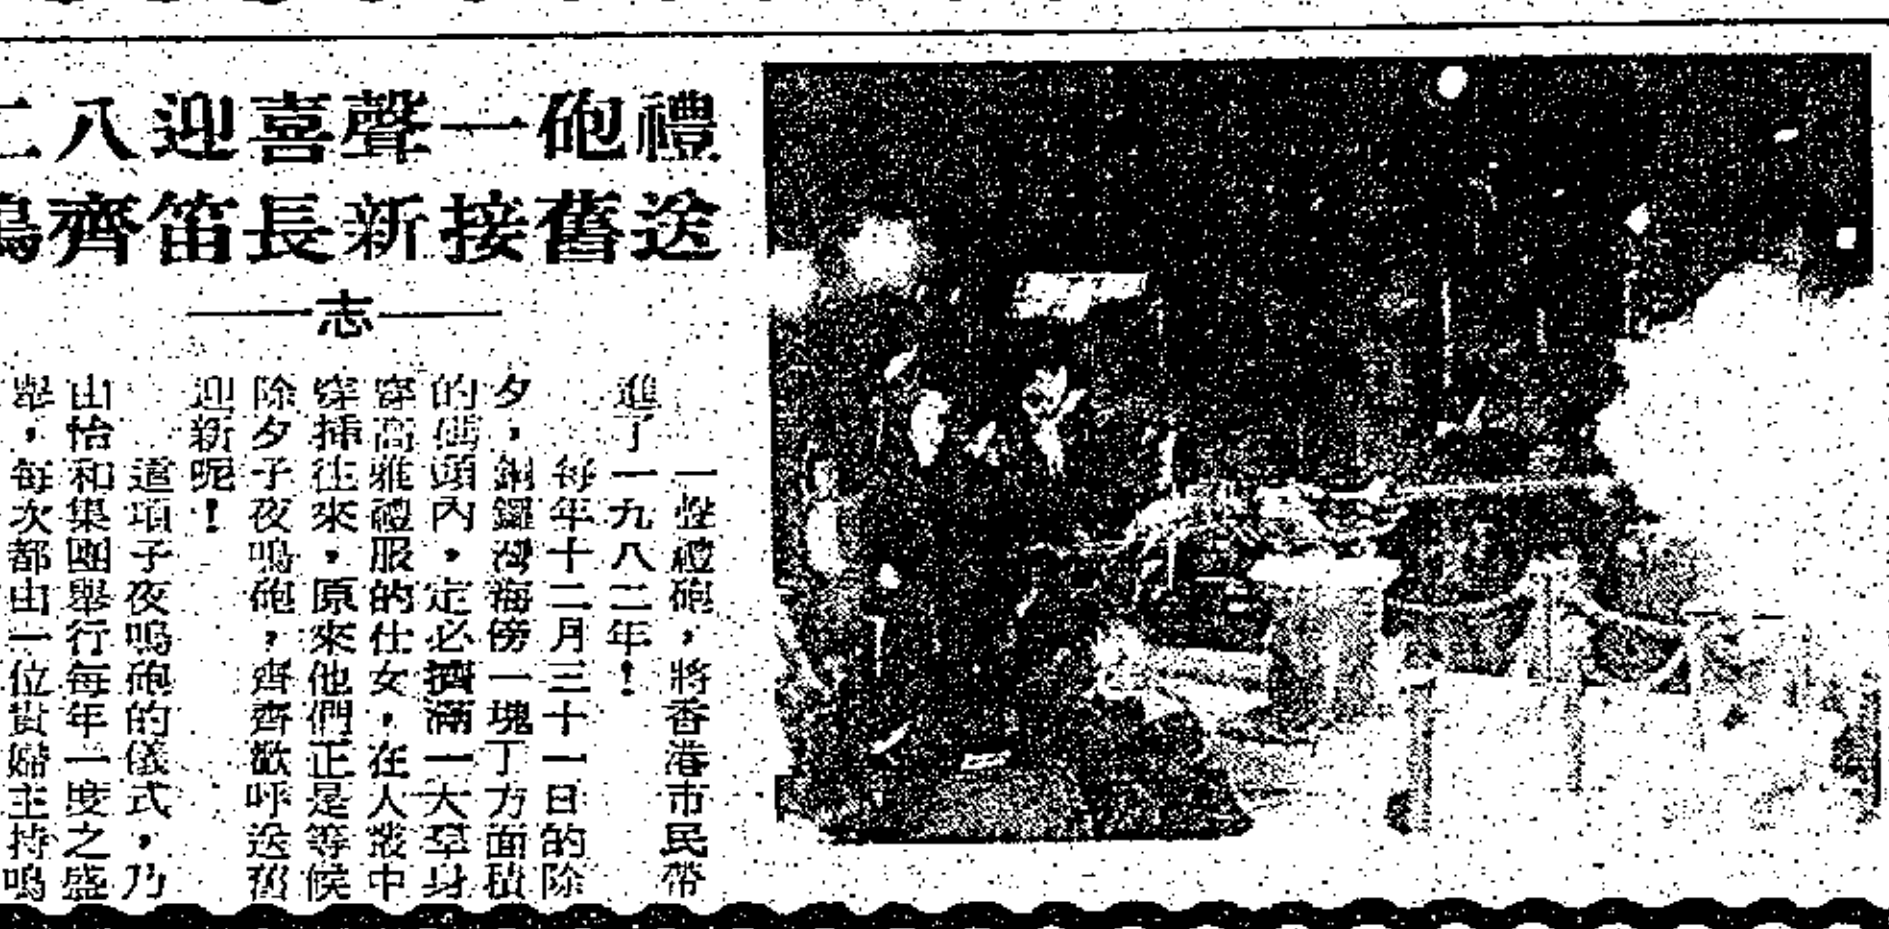 禮砲一聲喜迎八二
送舊接新長笛齊鳴
志
一聲禮砲，將香港市民帶
進了一九八二年！
每年十二月三十一日的除
夕，銅鑼灣海傍一塊丁方面積
的碼頭內，定必擠滿一大羣身
穿高雅禮服的仕女，在人叢中
穿插往來，原來他們正是等候
除夕子夜鳴砲，齊齊歡呼送舊
迎新呢！
這項子夜鳴砲的儀式，乃
由怡和集團舉行每年一度之盛
舉，每次都由一位貴婦主持鳴